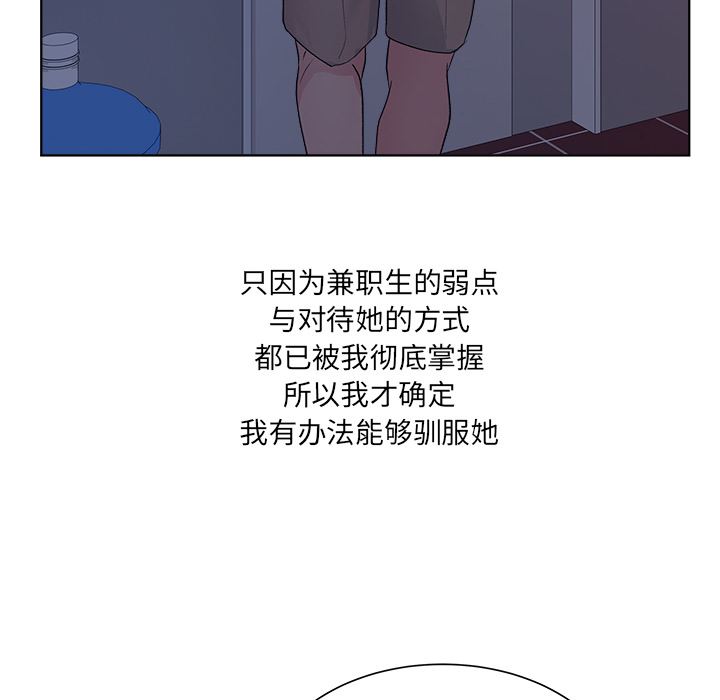 只因为兼职生的弱点
与对待她的方式
都已被我彻底掌握
所以我才确定
我有办法能够驯服她